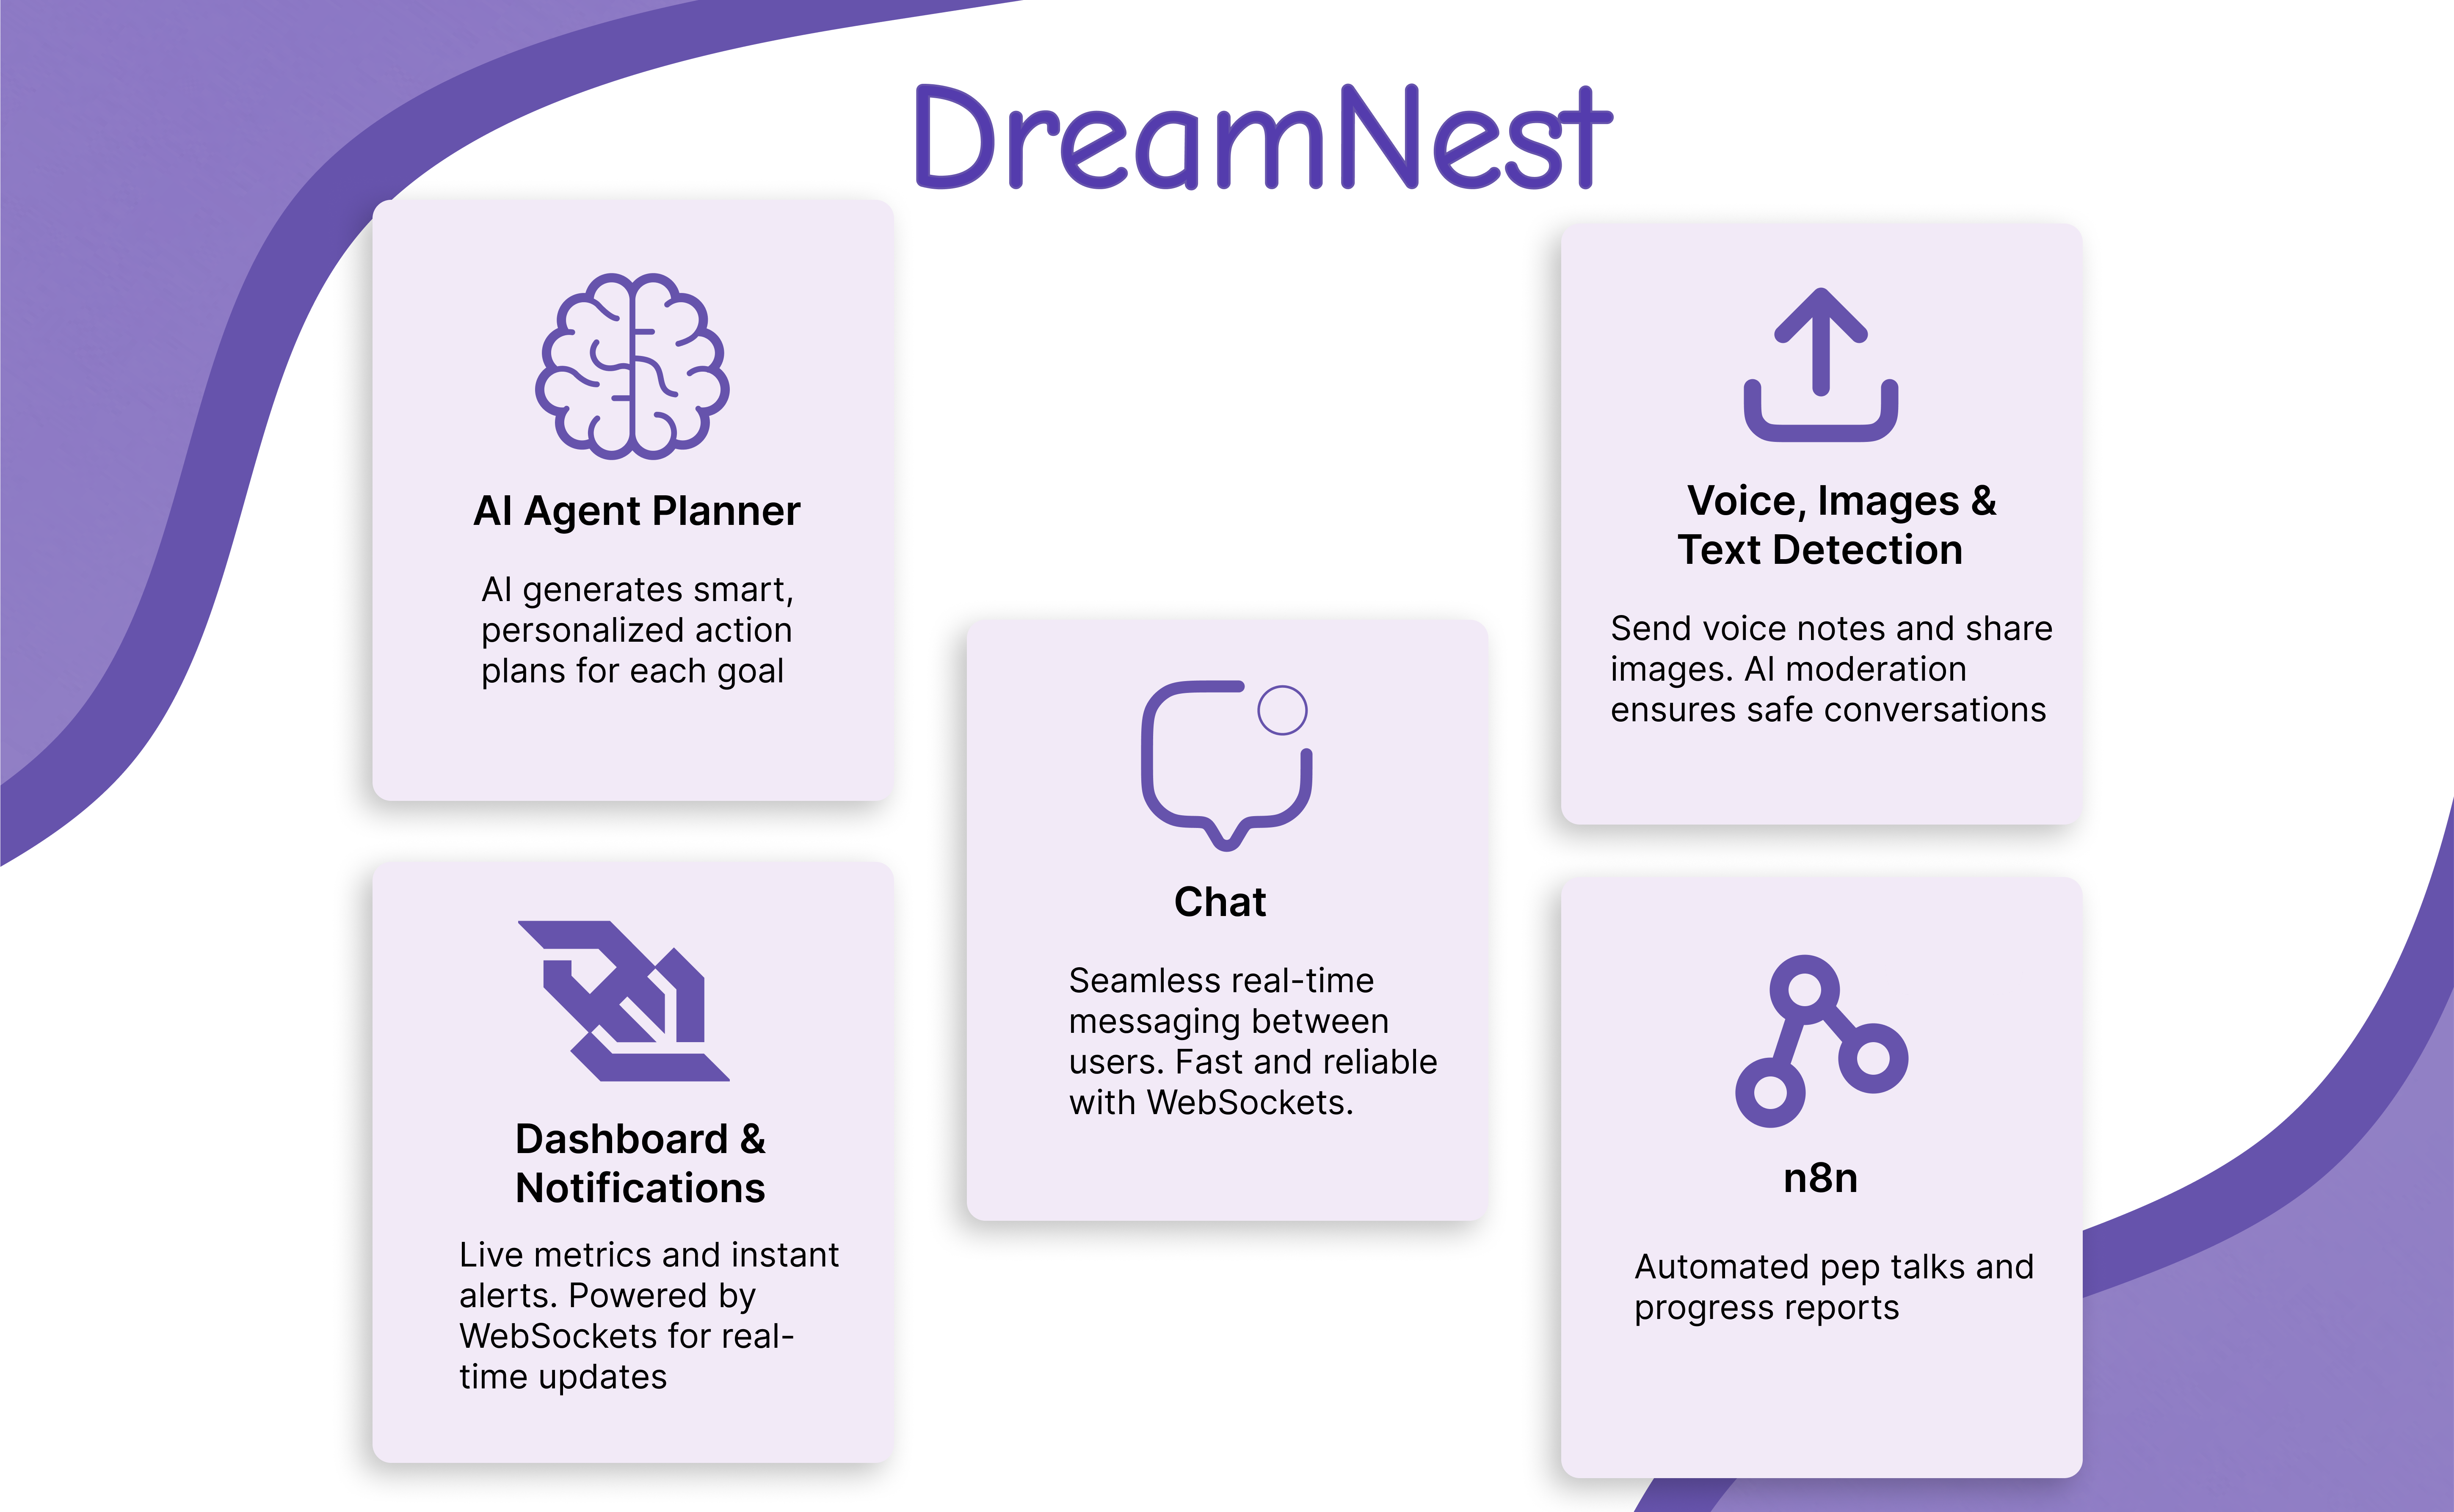 DreamNest
AI Agent Planner
AI generates smart,
personalized action
plans for each goal
Dashboard &
Notifications
Live metrics and instant
alerts. Powered by
WebSockets for real-
time updates
Chat
Seamless real-time
messaging between
users. Fast and reliable
with WebSockets.
Voice, Images &
Text Detection
Send voice notes and share
images. AI moderation
ensures safe conversations
n8n
Automated pep talks and
progress reports